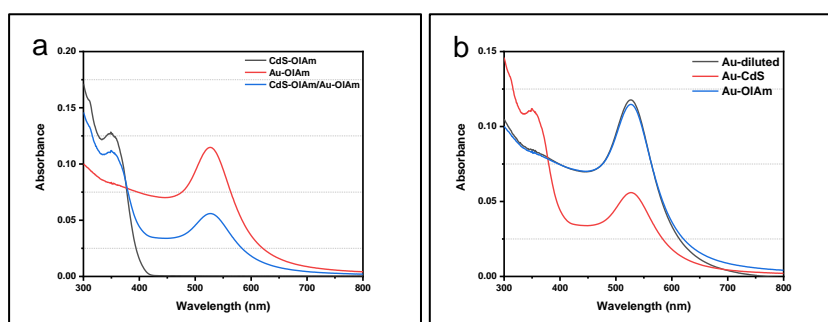 a
CdS-OlAm
Au-OlAm
CdS-OlAm/Au-OlAm
0.20
0.15
0.10
0.05
0.00
Absorbance
300 400 500 600 700 800
Wavelength (nm)
b
Au-diluted
Au-CdS
Au-OlAm
0.15
0.10
0.05
0.00
Absorbance
300 400 500 600 700 800
Wavelength (nm)